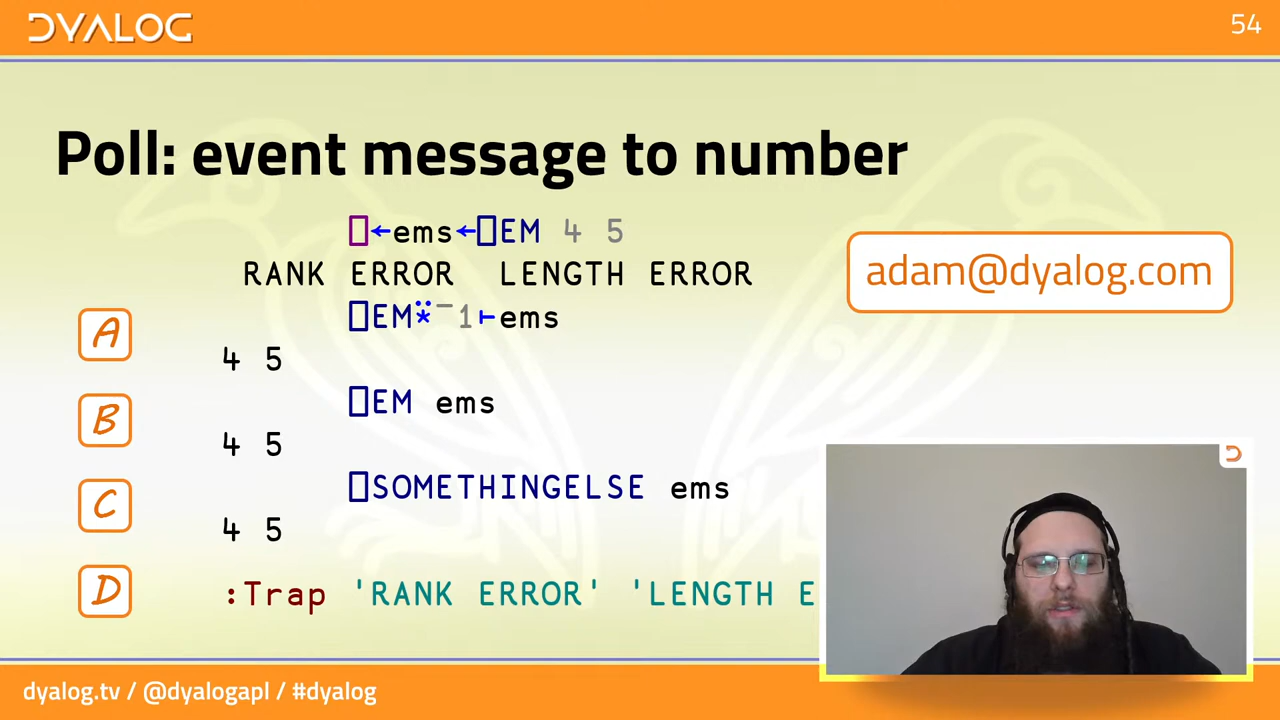 DYALOG
54
Poll: event message to number
⎕←ems←⎕EM 4 5
RANK ERROR  LENGTH ERROR
adam@dyalog.com
A
⎕EM⍣¯1⊢ems
4 5
B
⎕EM ems
4 5
C
⎕SOMETHINGELSE ems
4 5
D
:Trap 'RANK ERROR' 'LENGTH E
dyalog.tv / @dyalogapl / #dyalog